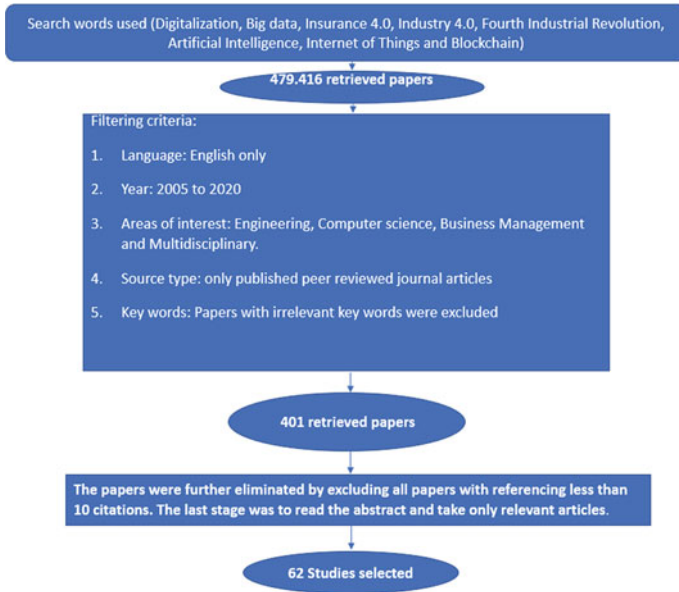 Search words used (Digitalization, Big data, Insurance 4.0, Industry 4.0, Fourth Industrial Revolution,
Artificial Intelligence, Internet of Things and Blockchain)
479.416 retrieved papers
Filtering criteria:
1. Language: English only
2. Year: 2005 to 2020
3. Areas of interest: Engineering, Computer science, Business Management
and Multidisciplinary.
4. Source type: only published peer reviewed journal articles
5. Key words: Papers with irrelevant key words were excluded
401 retrieved papers
The papers were further eliminated by excluding all papers with referencing less than
10 citations. The last stage was to read the abstract and take only relevant articles.
62 Studies selected